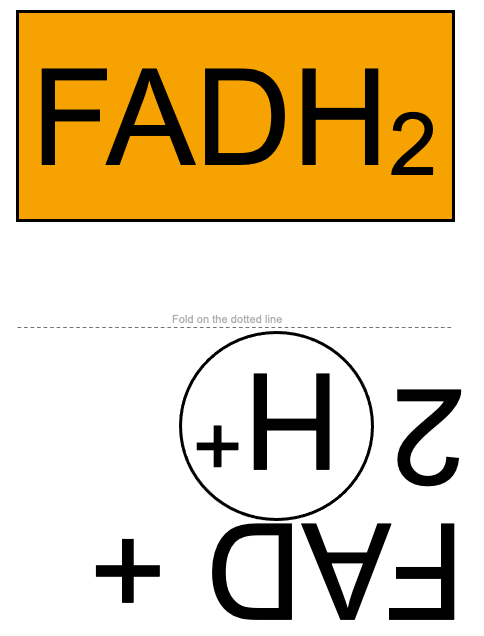 FADH₂
Fold on the dotted line
FAD +
2 H⁺